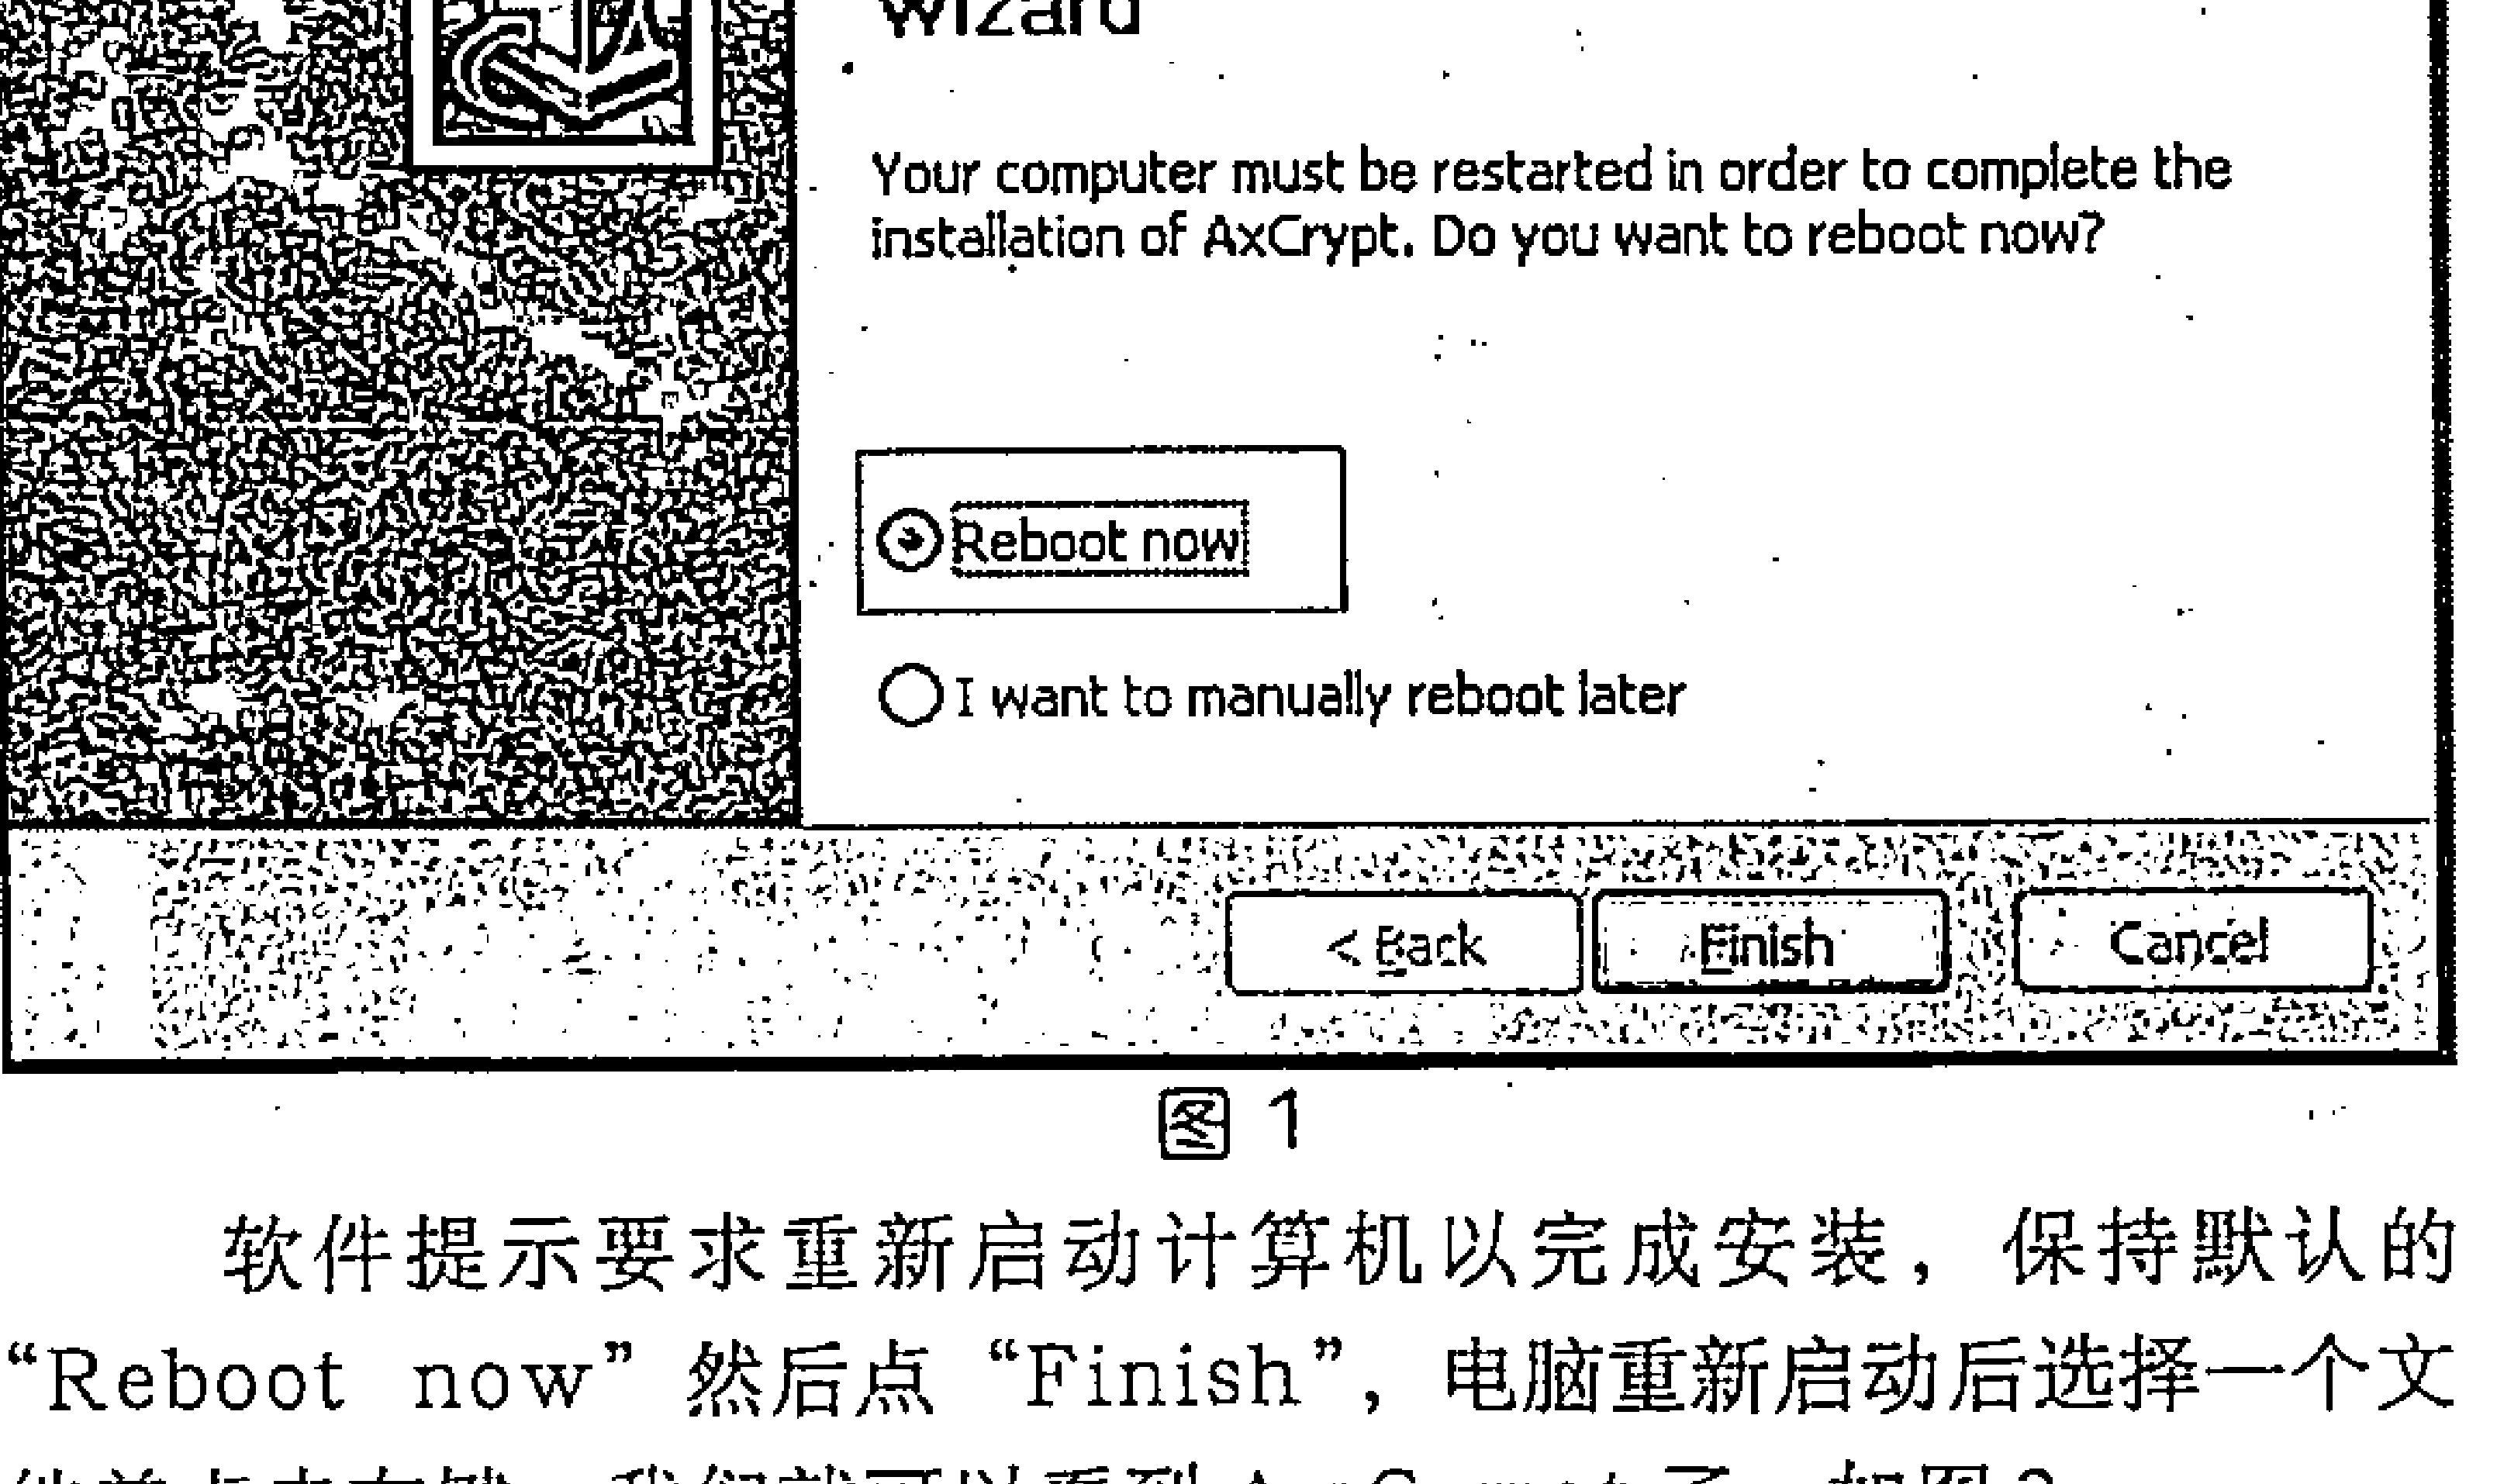 Wizard
Your computer must be restarted in order to complete the
installation of AxCrypt. Do you want to reboot now?
Reboot now
I want to manually reboot later
< Back Finish Cancel
图 1
软件提示要求重新启动计算机以完成安装，保持默认的
“Reboot now”然后点“Finish”，电脑重新启动后选择一个文